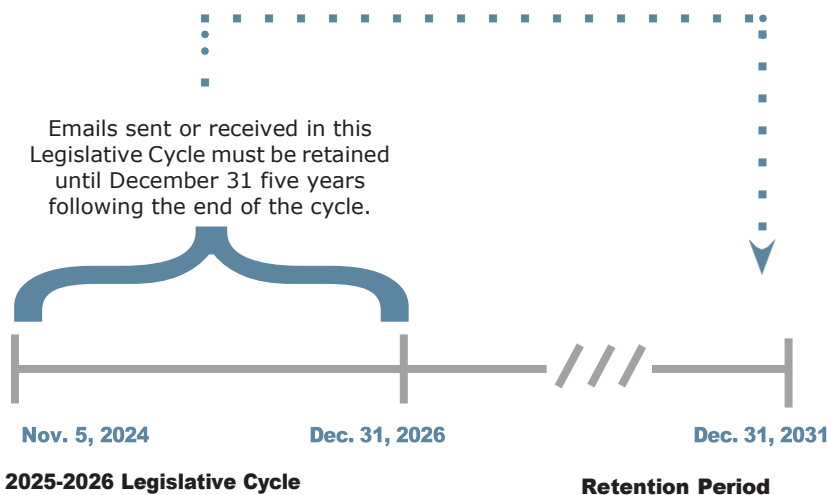 Emails sent or received in this
Legislative Cycle must be retained
until December 31 five years
following the end of the cycle.
Nov. 5, 2024
Dec. 31, 2026
Dec. 31, 2031
2025-2026 Legislative Cycle
Retention Period